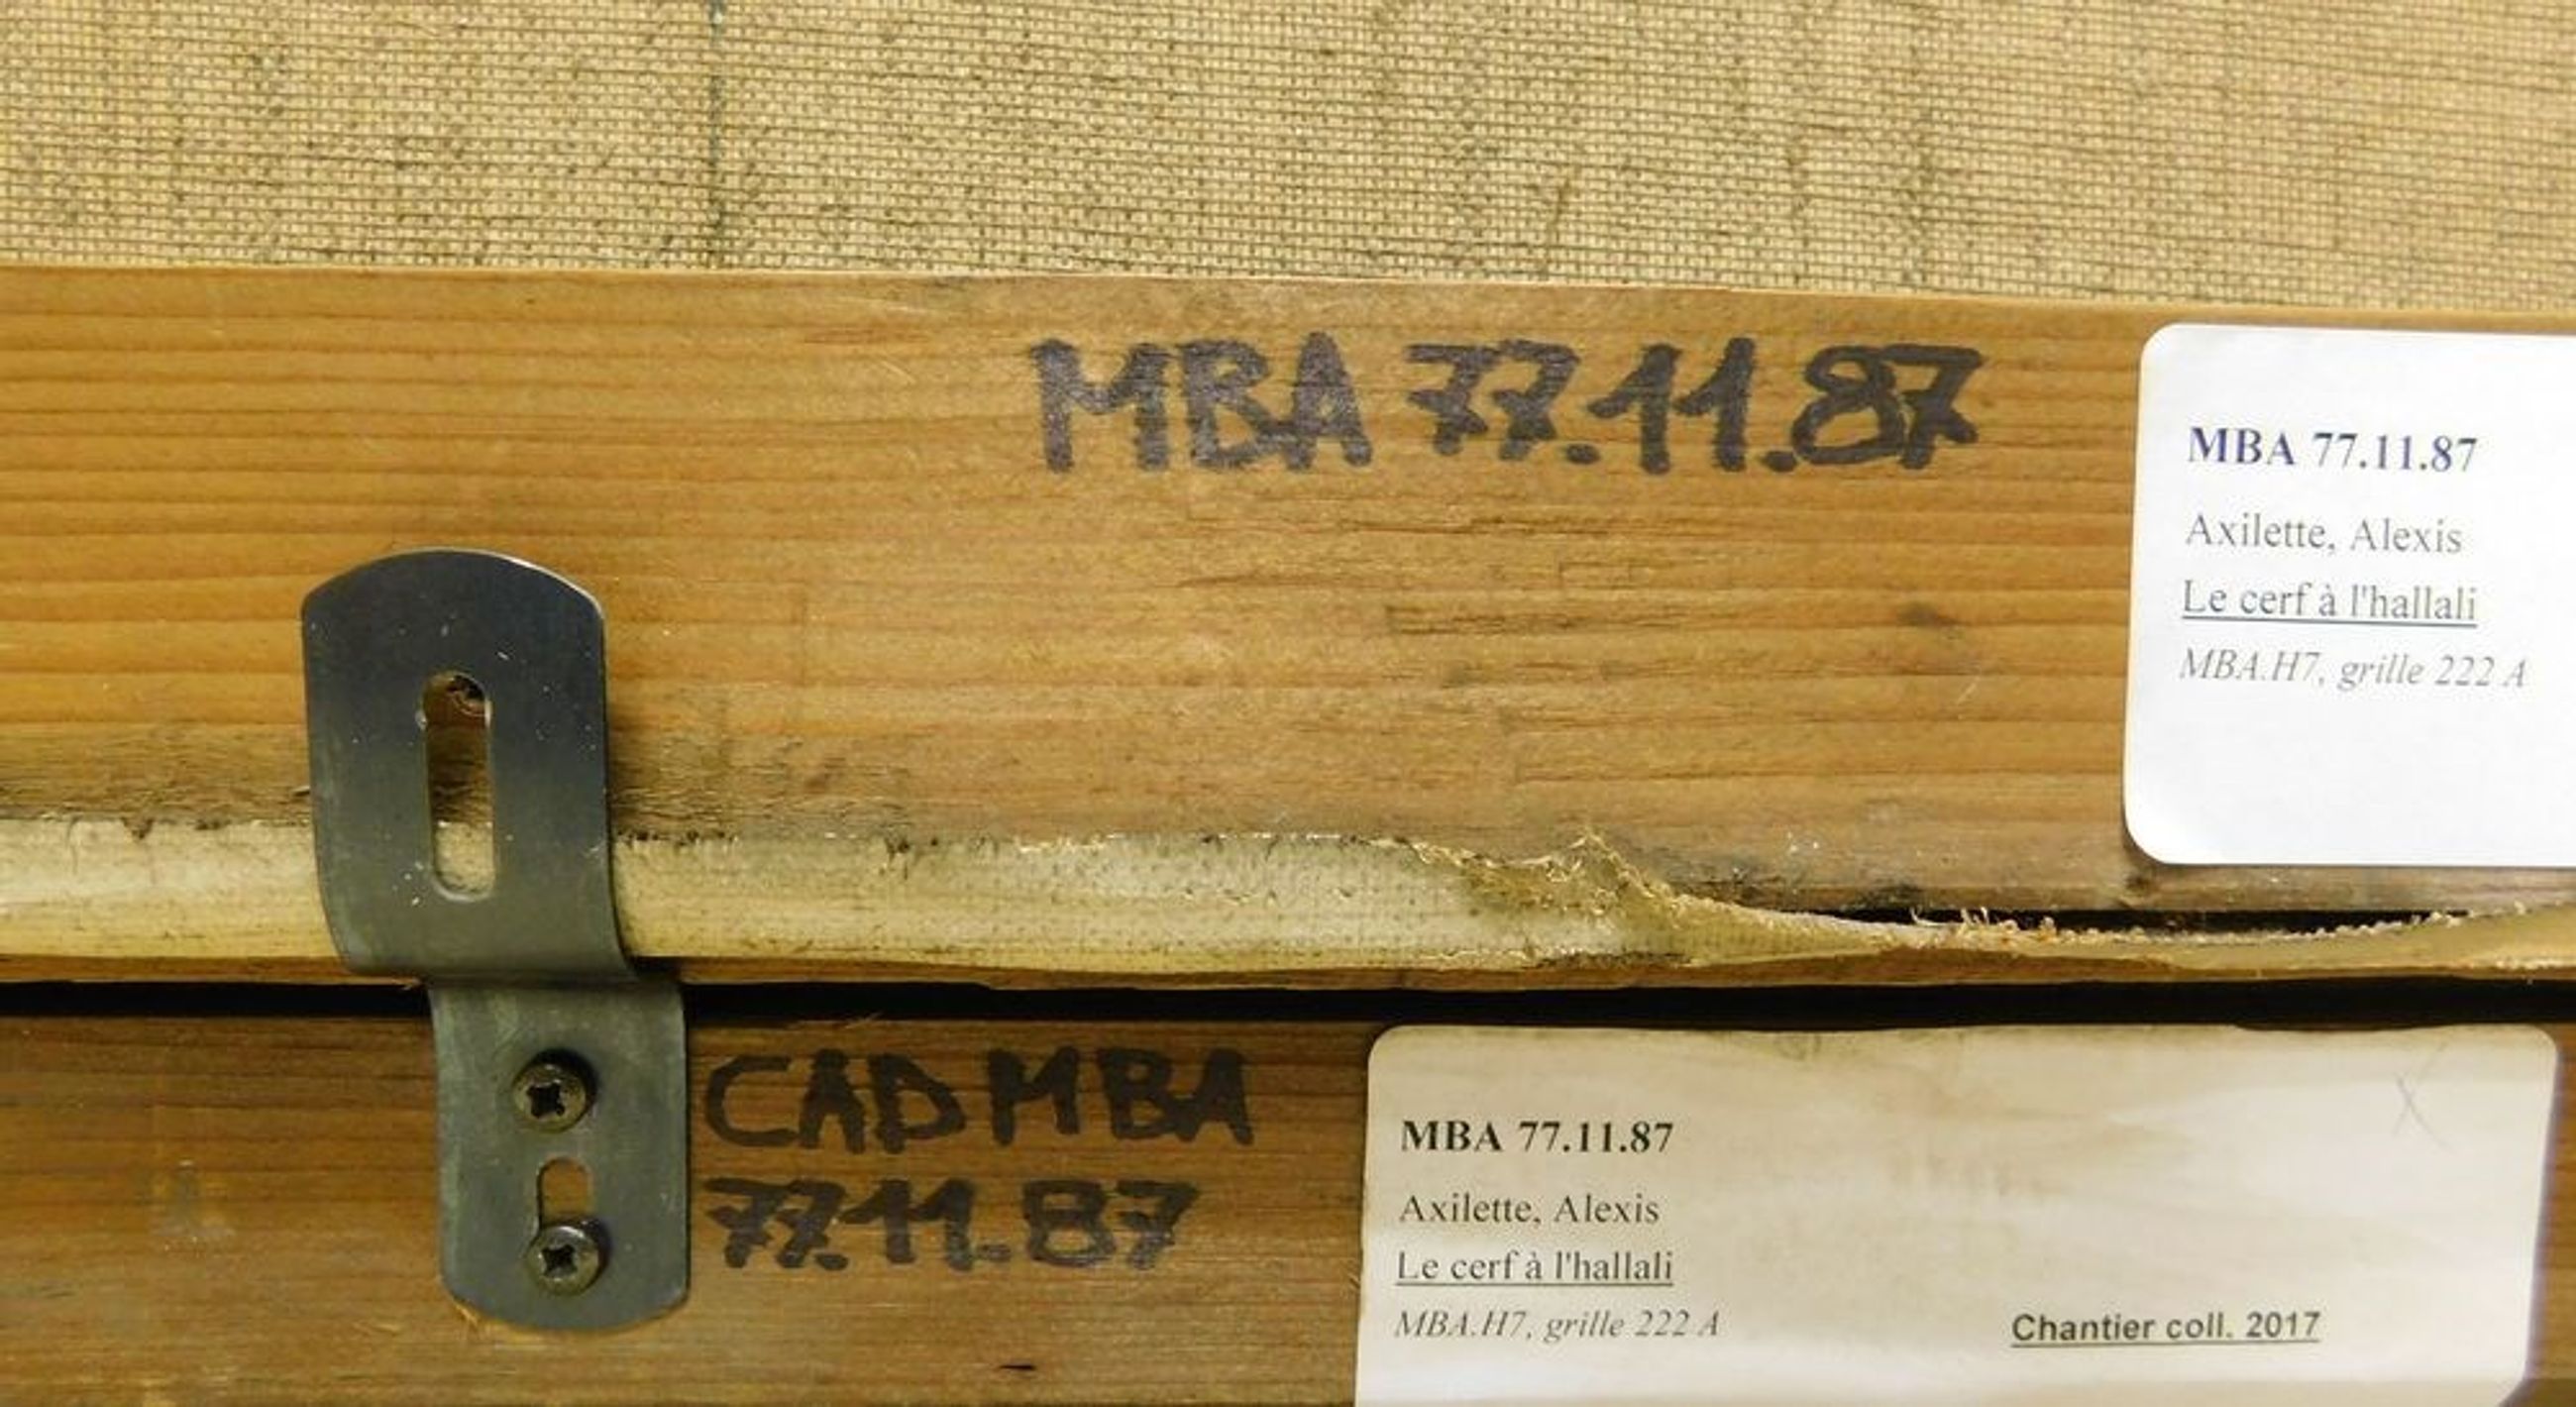 MBA 77.11.87
MBA 77.11.87
Axilette, Alexis
Le cerf à l'hallali
MBA.H7, grille 222 A
CAD MBA
77.11.87
MBA 77.11.87
Axilette, Alexis
Le cerf à l'hallali
MBA.H7, grille 222 A
Chantier coll. 2017